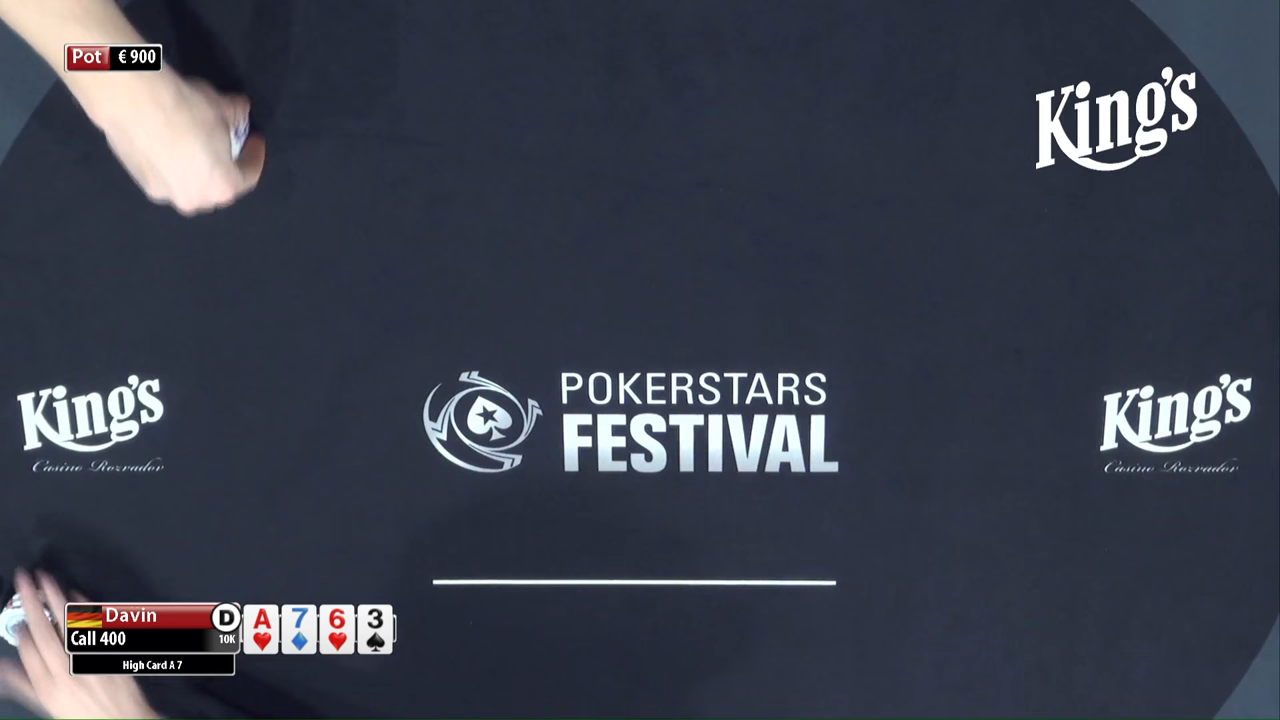 Pot € 900
King's
King's
Casino Rozvadov
POKERSTARS
FESTIVAL
King's
Casino Rozvadov
Davin D A 7 6 3
Call 400 10K
High Card A 7